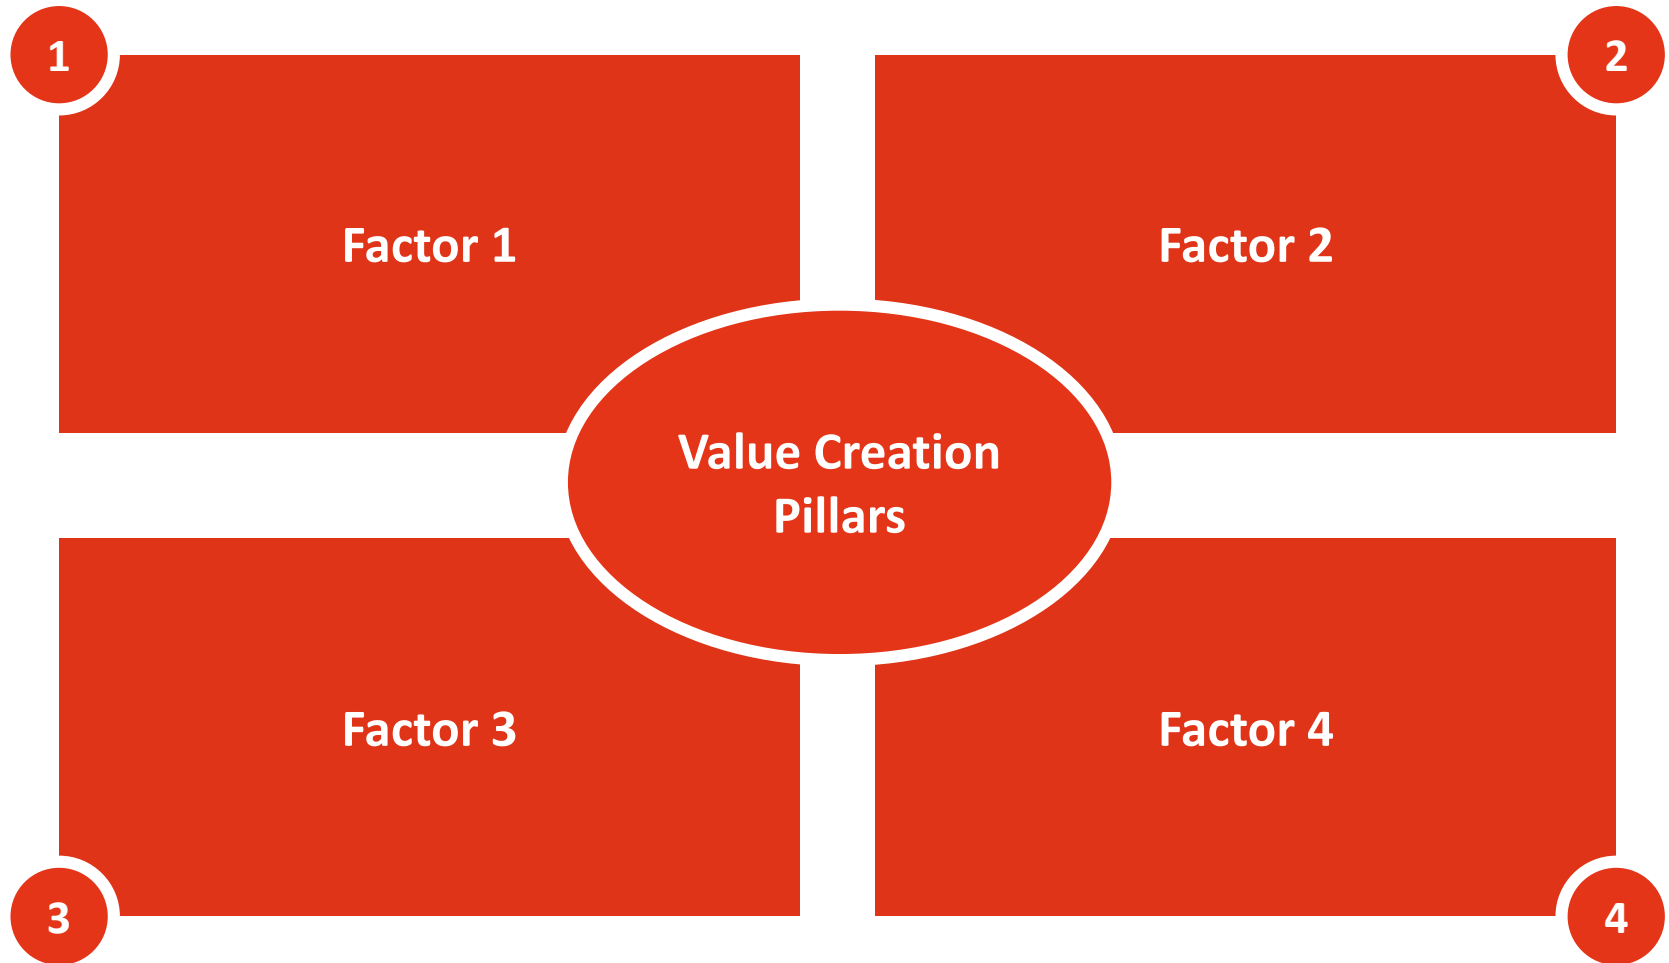 1
2
Factor 1
Factor 2
Value Creation
Pillars
Factor 3
Factor 4
3
4